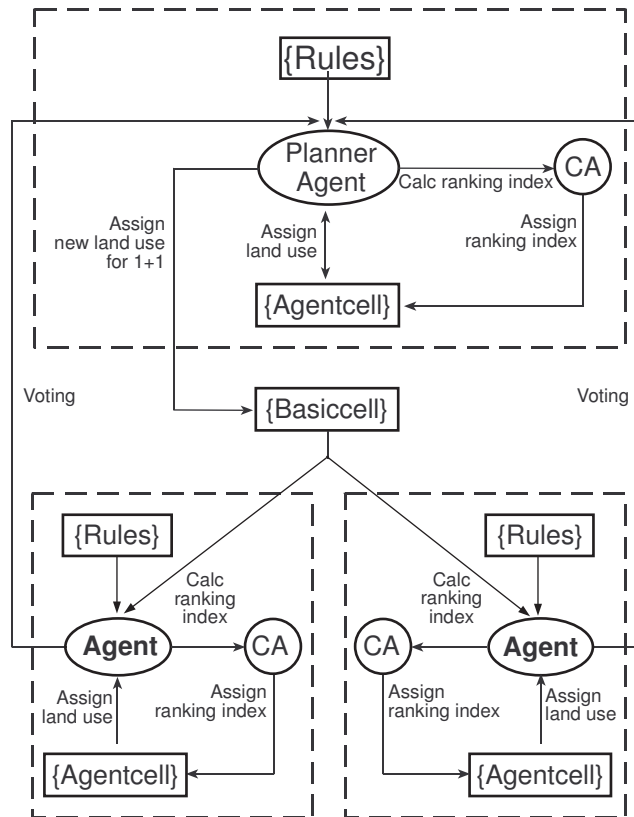 {Rules}
Planner
Agent
Calc ranking index
CA
Assign
new land use
for 1+1
Assign
land use
Assign
ranking index
{Agentcell}
Voting
{Basiccell}
Voting
{Rules}
Calc
ranking
index
Agent
CA
Assign
land use
Assign
ranking index
{Agentcell}
{Rules}
Calc
ranking
index
CA
Agent
Assign
ranking index
Assign
land use
{Agentcell}